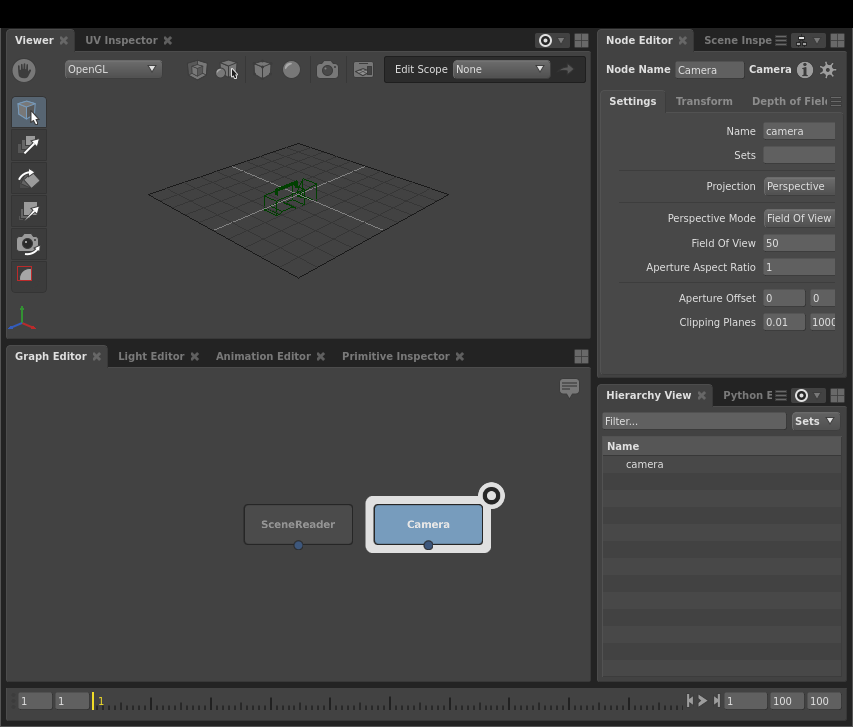 Viewer
UV Inspector
OpenGL
Edit Scope
None
Node Editor
Scene Inspe
Node Name
Camera
Camera
Settings
Transform
Depth of Fiel
Name
camera
Sets
Projection
Perspective
Perspective Mode
Field Of View
Field Of View
50
Aperture Aspect Ratio
1
Aperture Offset
0
0
Clipping Planes
0.01
1000
Graph Editor
Light Editor
Animation Editor
Primitive Inspector
SceneReader
Camera
Hierarchy View
Python E
Filter...
Sets
Name
camera
1
1
1
1
100
100